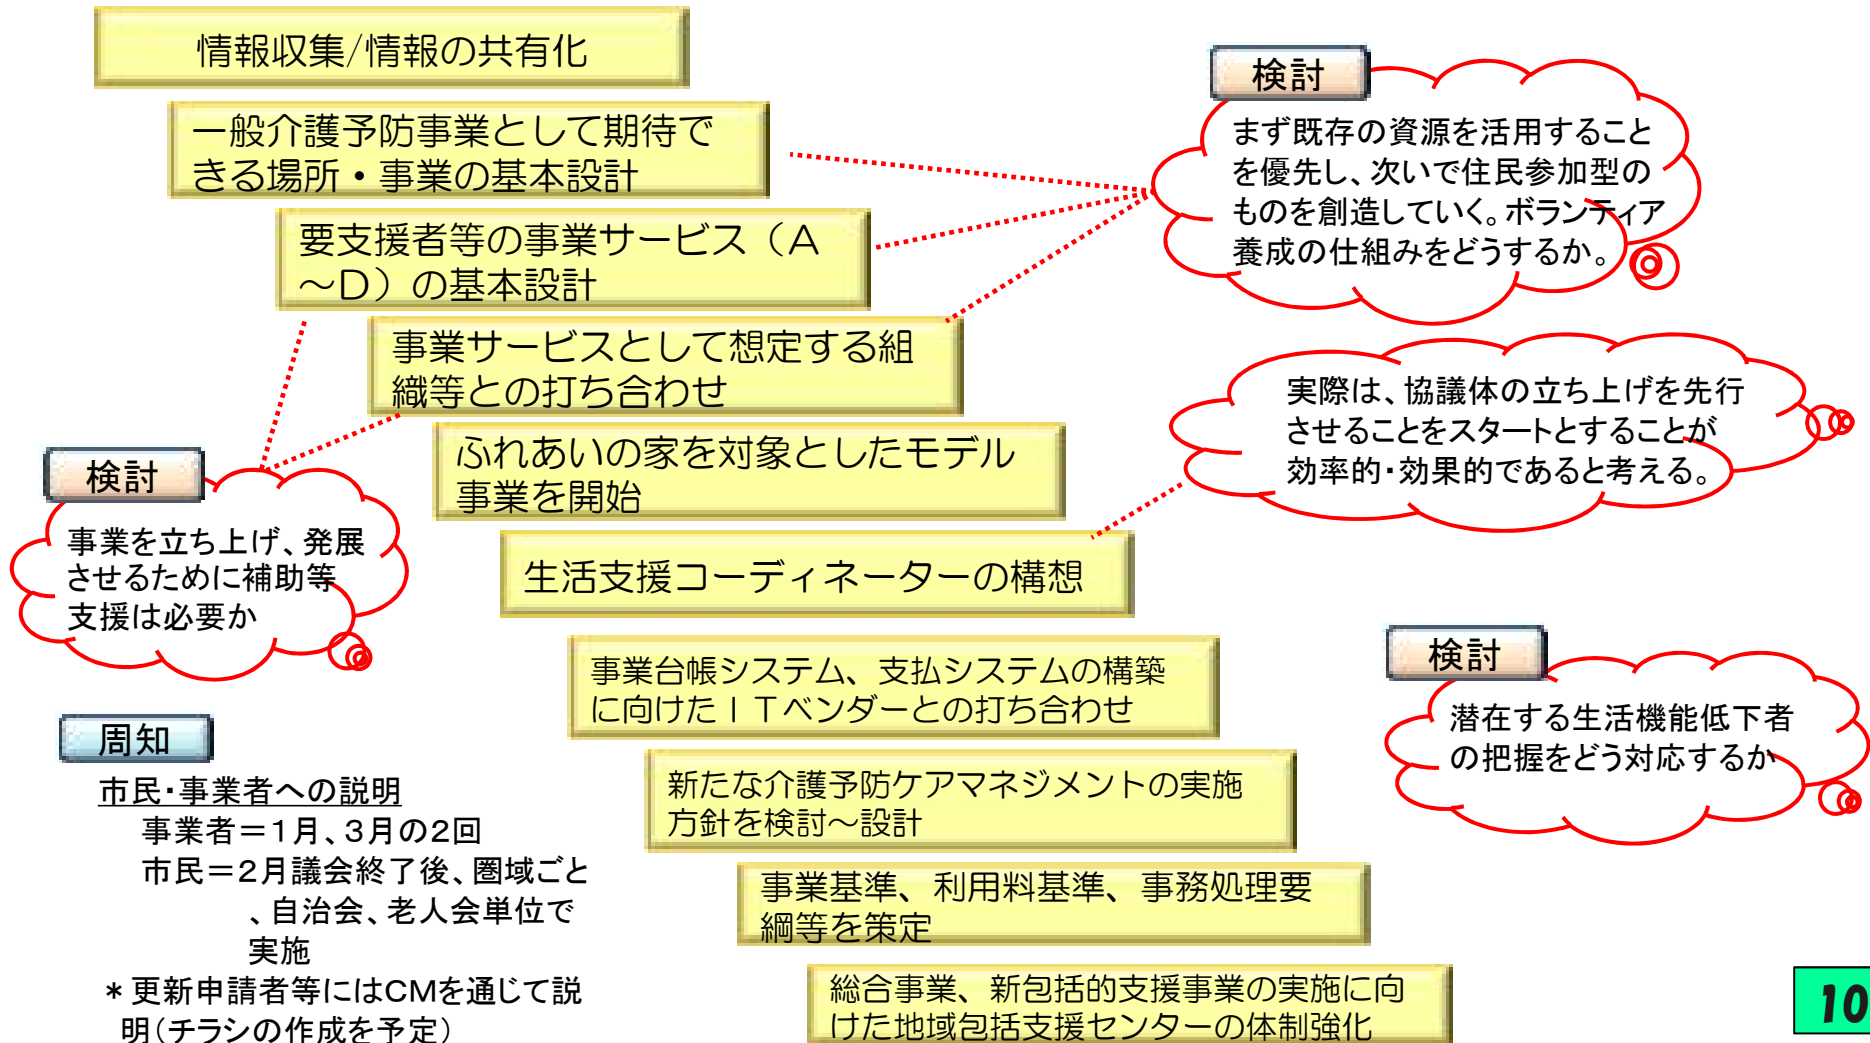 情報収集/情報の共有化
一般介護予防事業として期待で
きる場所・事業の基本設計
要支援者等の事業サービス（A
～D）の基本設計
事業サービスとして想定する組
織等との打ち合わせ
ふれあいの家を対象としたモデル
事業を開始
生活支援コーディネーターの構想
事業台帳システム、支払システムの構築
に向けたＩＴベンダーとの打ち合わせ
新たな介護予防ケアマネジメントの実施
方針を検討～設計
事業基準、利用料基準、事務処理要
綱等を策定
総合事業、新包括的支援事業の実施に向
けた地域包括支援センターの体制強化
検討
まず既存の資源を活用すること
を優先し、次いで住民参加型の
ものを創造していく。ボランティア
養成の仕組みをどうするか。
実際は、協議体の立ち上げを先行
させることをスタートとすることが
効率的・効果的であると考える。
検討
事業を立ち上げ、発展
させるために補助等
支援は必要か
検討
潜在する生活機能低下者
の把握をどう対応するか
周知
市民・事業者への説明
事業者＝１月、３月の２回
市民＝２月議会終了後、圏域ごと
、自治会、老人会単位で
実施
＊更新申請者等にはCMを通じて説
明（チラシの作成を予定）
10